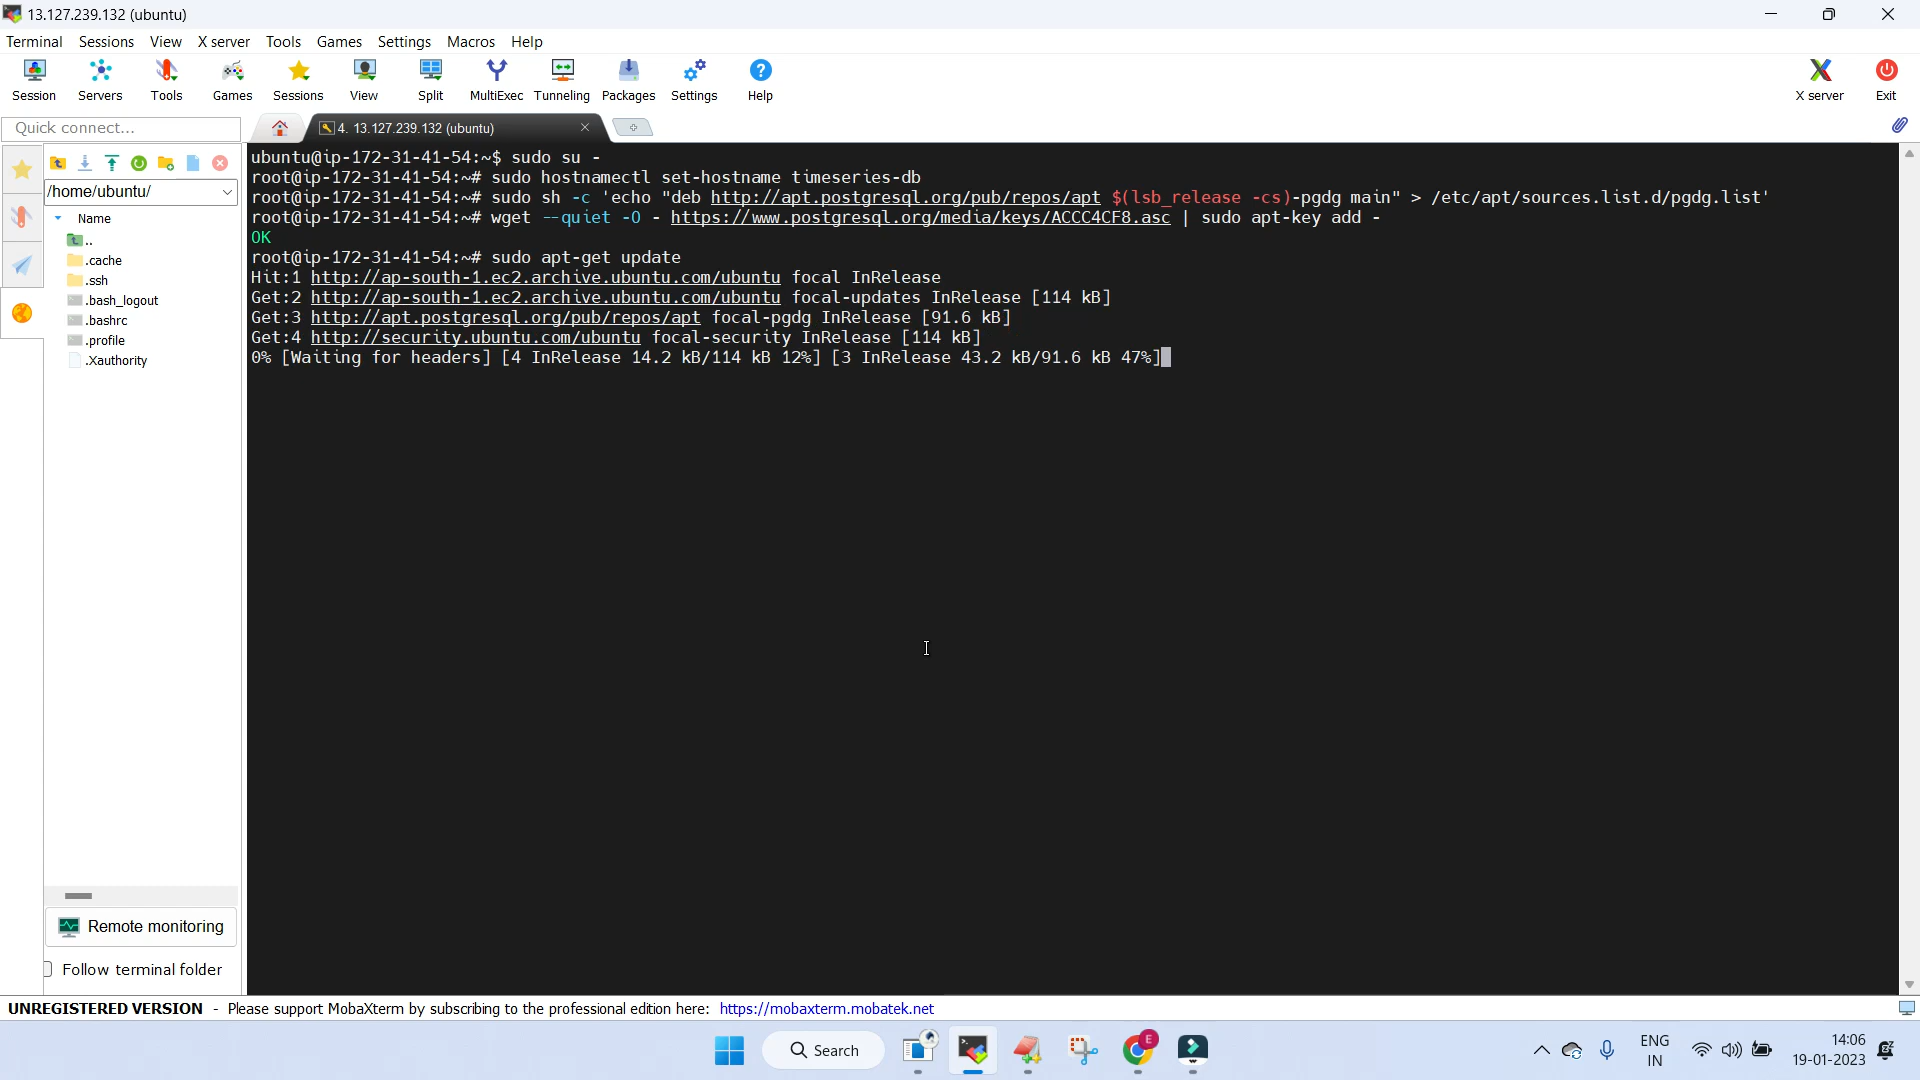 13.127.239.132 (ubuntu)
Terminal Sessions View X server Tools Games Settings Macros Help
Session Servers Tools Games Sessions View Split MultiExec Tunneling Packages Settings Help X server Exit
Quick connect...
4. 13.127.239.132 (ubuntu)
/home/ubuntu/
Name
..
.cache
.ssh
.bash_logout
.bashrc
.profile
.Xauthority
Remote monitoring
Follow terminal folder
ubuntu@ip-172-31-41-54:~$ sudo su -
root@ip-172-31-41-54:~# sudo hostnamectl set-hostname timeseries-db
root@ip-172-31-41-54:~# sudo sh -c 'echo "deb http://apt.postgresql.org/pub/repos/apt $(lsb_release -cs)-pgdg main" > /etc/apt/sources.list.d/pgdg.list'
root@ip-172-31-41-54:~# wget --quiet -O - https://www.postgresql.org/media/keys/ACCC4CF8.asc | sudo apt-key add -
OK
root@ip-172-31-41-54:~# sudo apt-get update
Hit:1 http://ap-south-1.ec2.archive.ubuntu.com/ubuntu focal InRelease
Get:2 http://ap-south-1.ec2.archive.ubuntu.com/ubuntu focal-updates InRelease [114 kB]
Get:3 http://apt.postgresql.org/pub/repos/apt focal-pgdg InRelease [91.6 kB]
Get:4 http://security.ubuntu.com/ubuntu focal-security InRelease [114 kB]
0% [Waiting for headers] [4 InRelease 14.2 kB/114 kB 12%] [3 InRelease 43.2 kB/91.6 kB 47%]
UNREGISTERED VERSION - Please support MobaXterm by subscribing to the professional edition here: https://mobaxterm.mobatek.net
Search
E
ENG
IN
14:06
19-01-2023